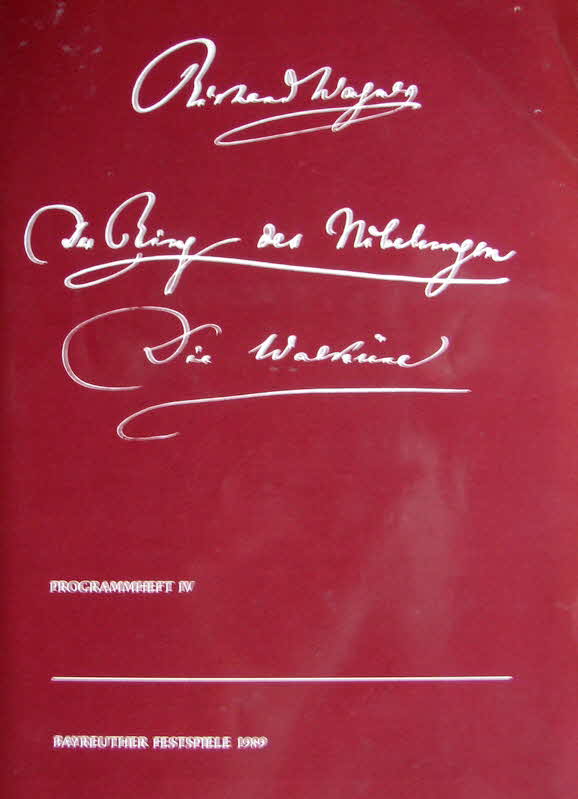 Richard Wagner
Der Ring des Nibelungen
Die Walküre
PROGRAMMHEFT IV
BAYREUTHER FESTSPIELE 1989